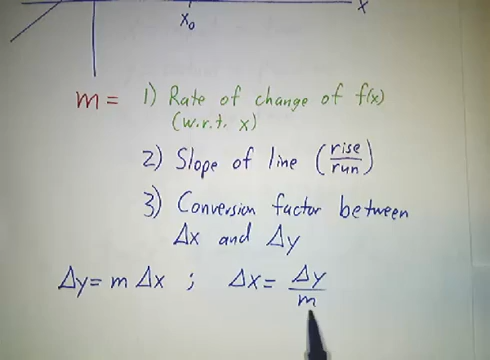 x
x₀
m = 1) Rate of change of f(x)
(w.r.t. x)
2) Slope of line (rise/run)
3) Conversion factor between
Δx and Δy
Δy = m Δx ; Δx = Δy/m